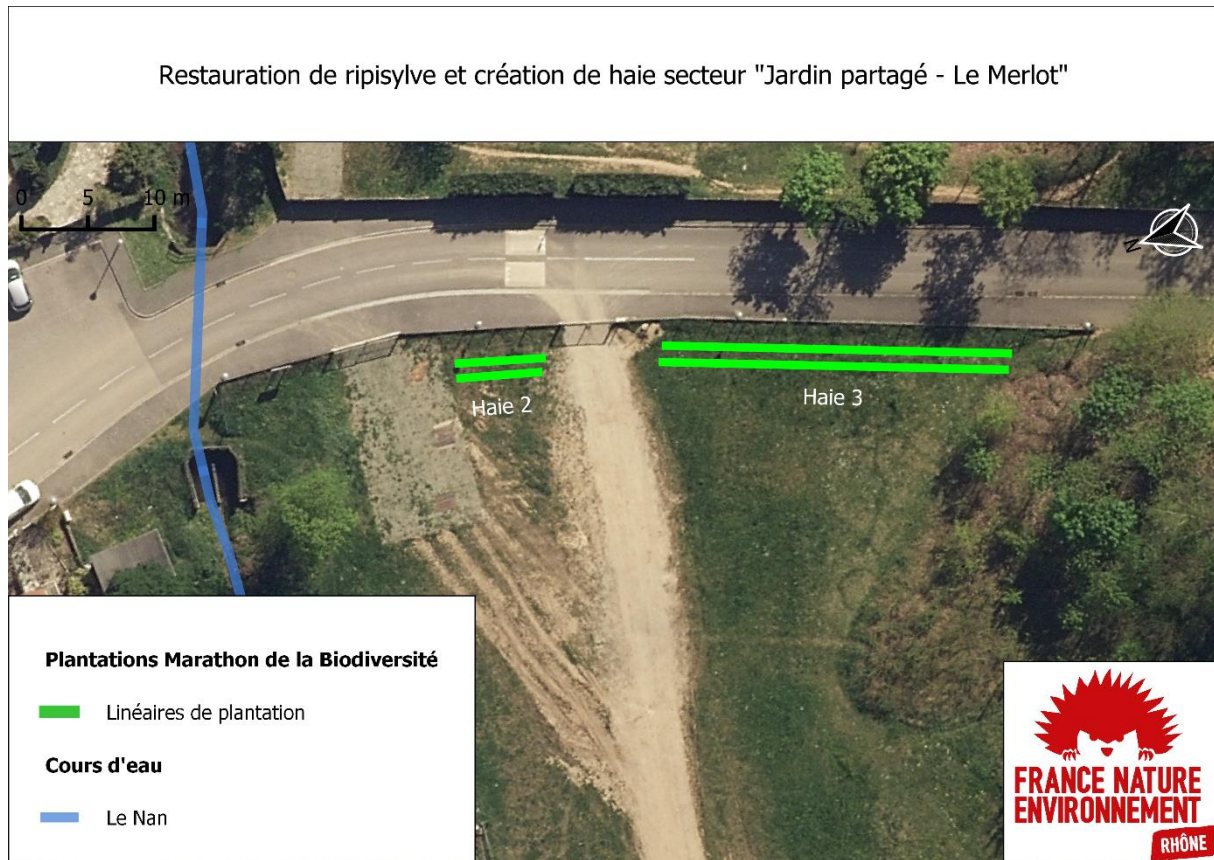 Restauration de ripisylve et création de haie secteur "Jardin partagé - Le Merlot"
0 5 10 m
N
Haie 2
Haie 3
Plantations Marathon de la Biodiversité
Linéaires de plantation
Cours d'eau
Le Nan
FRANCE NATURE
ENVIRONNEMENT
RHÔNE